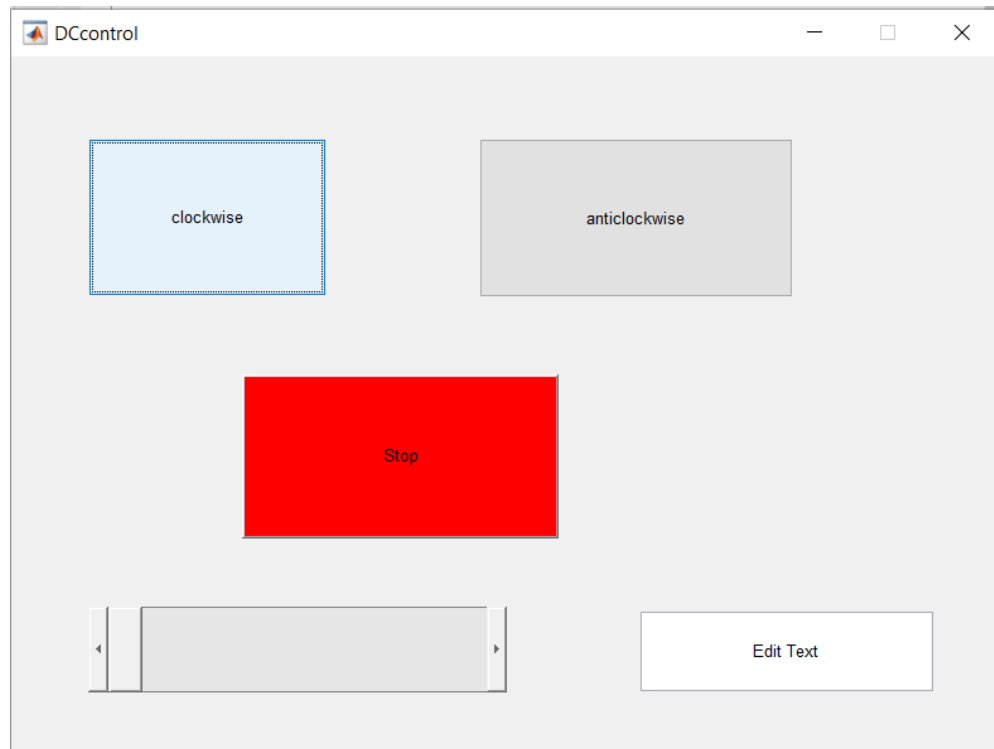 DCcontrol
clockwise
anticlockwise
Stop
Edit Text